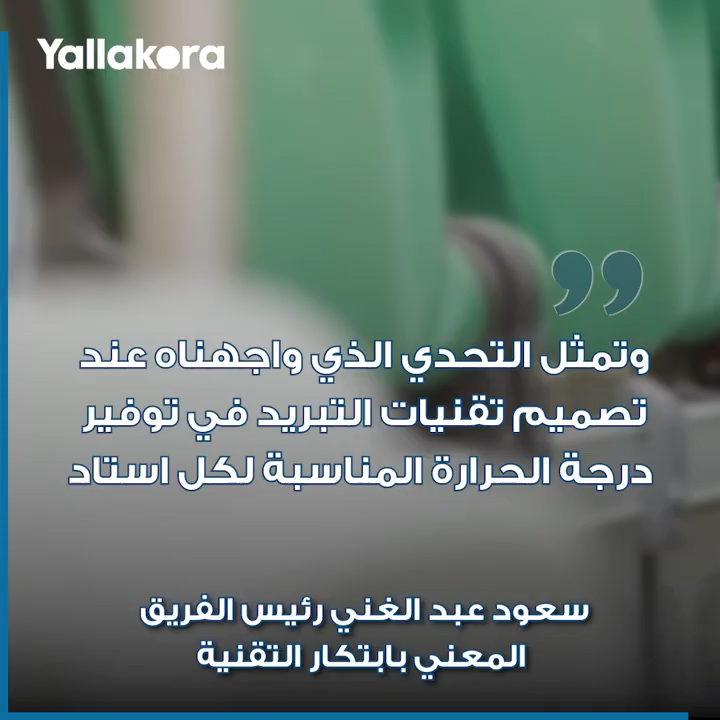 Yallakora
وتمثل التحدي الذي واجهناه عند
تصميم تقنيات التبريد في توفير
درجة الحرارة المناسبة لكل استاد
سعود عبد الغني رئيس الفريق
المعني بابتكار التقنية